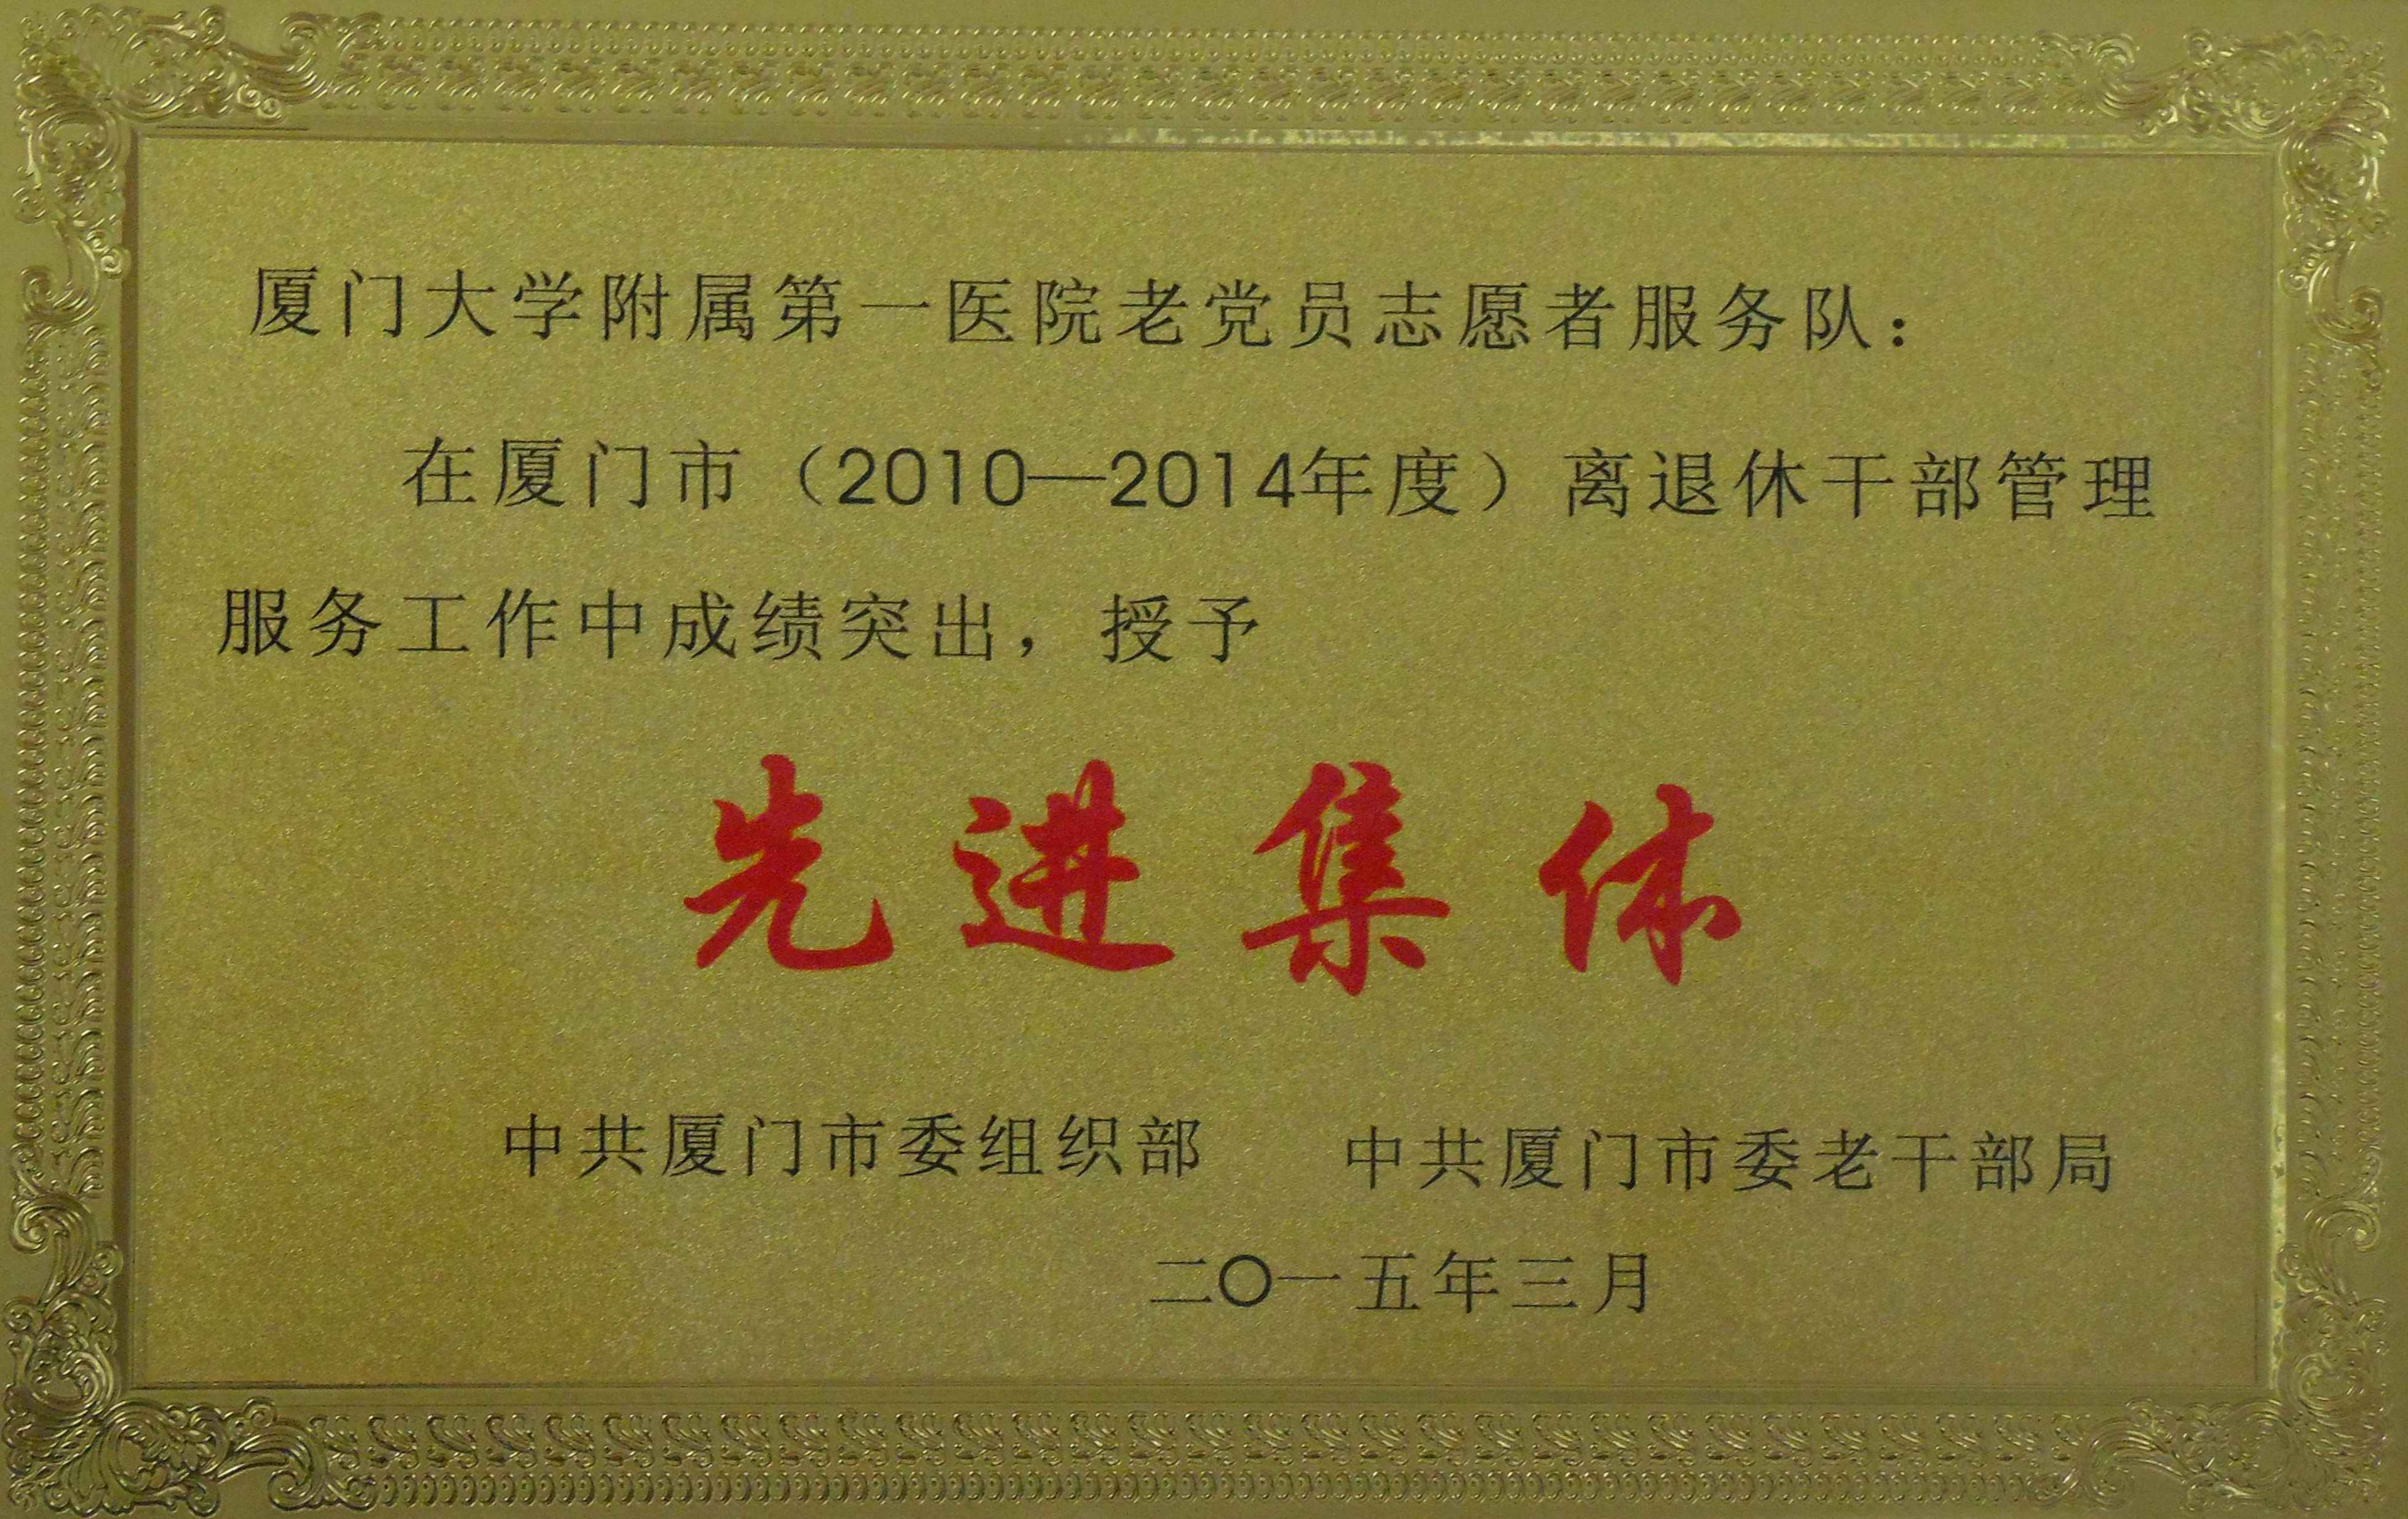 厦门大学附属第一医院老党员志愿者服务队：
在厦门市（2010—2014年度）离退休干部管理
服务工作中成绩突出，授予
先进集体
中共厦门市委组织部 中共厦门市委老干部局
二〇一五年三月